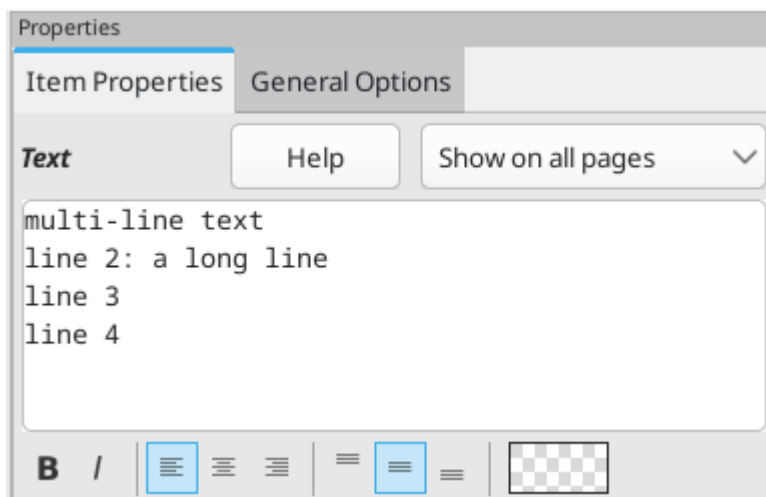 Properties
Item Properties General Options
Text Help Show on all pages
multi-line text
line 2: a long line
line 3
line 4
B I